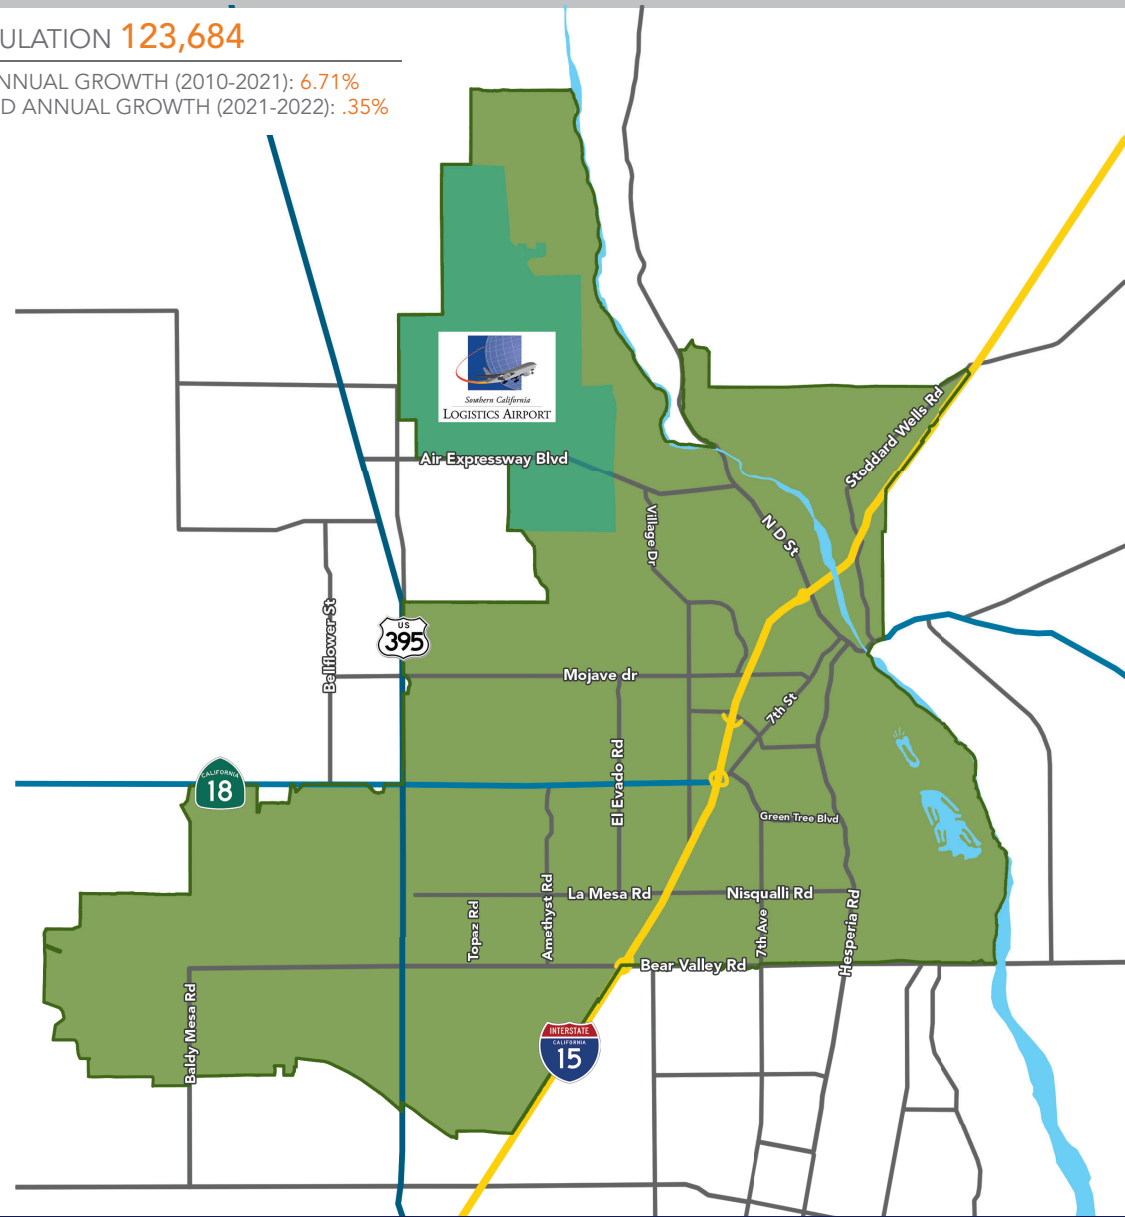 ULATION 123,684
NNUAL GROWTH (2010-2021): 6.71%
D ANNUAL GROWTH (2021-2022): .35%
Southern California
LOGISTICS AIRPORT
Air Expressway Blvd
Stoddard Wells Rd
Village Dr
N D St
Bellflower St
US
395
Mojave dr
7th St
El Evado Rd
CALIFORNIA
18
Green Tree Blvd
La Mesa Rd
Nisqualli Rd
Topaz Rd
Amethyst Rd
7th Ave
Hesperia Rd
Bear Valley Rd
Baldy Mesa Rd
INTERSTATE
CALIFORNIA
15